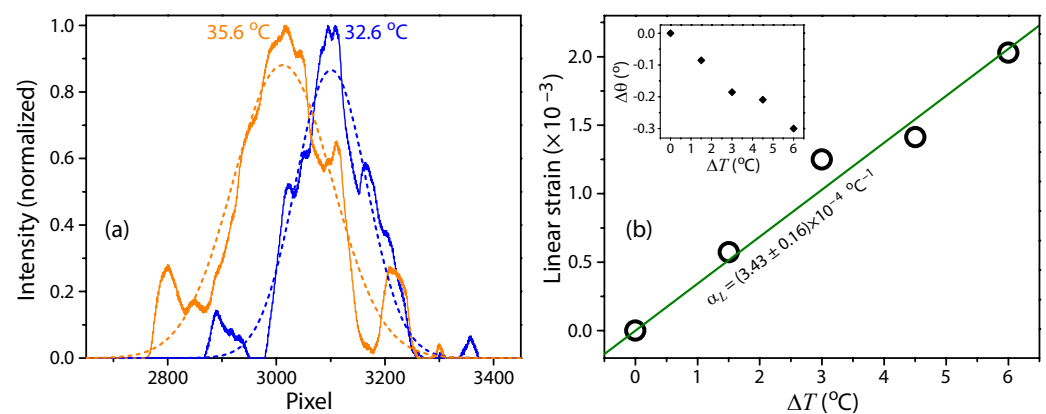 35.6 °C
32.6 °C
1.0
0.8
0.6
0.4
0.2
0.0
Intensity (normalized)
(a)
2800
3000
3200
3400
Pixel
2.0
1.5
1.0
0.5
0.0
Linear strain (× 10⁻³)
0.0
-0.1
-0.2
-0.3
Δθ (°)
0 1 2 3 4 5 6
ΔT (°C)
(b)
α_L = (3.43 ± 0.16)×10⁻⁴ °C⁻¹
0 1 2 3 4 5 6
ΔT (°C)